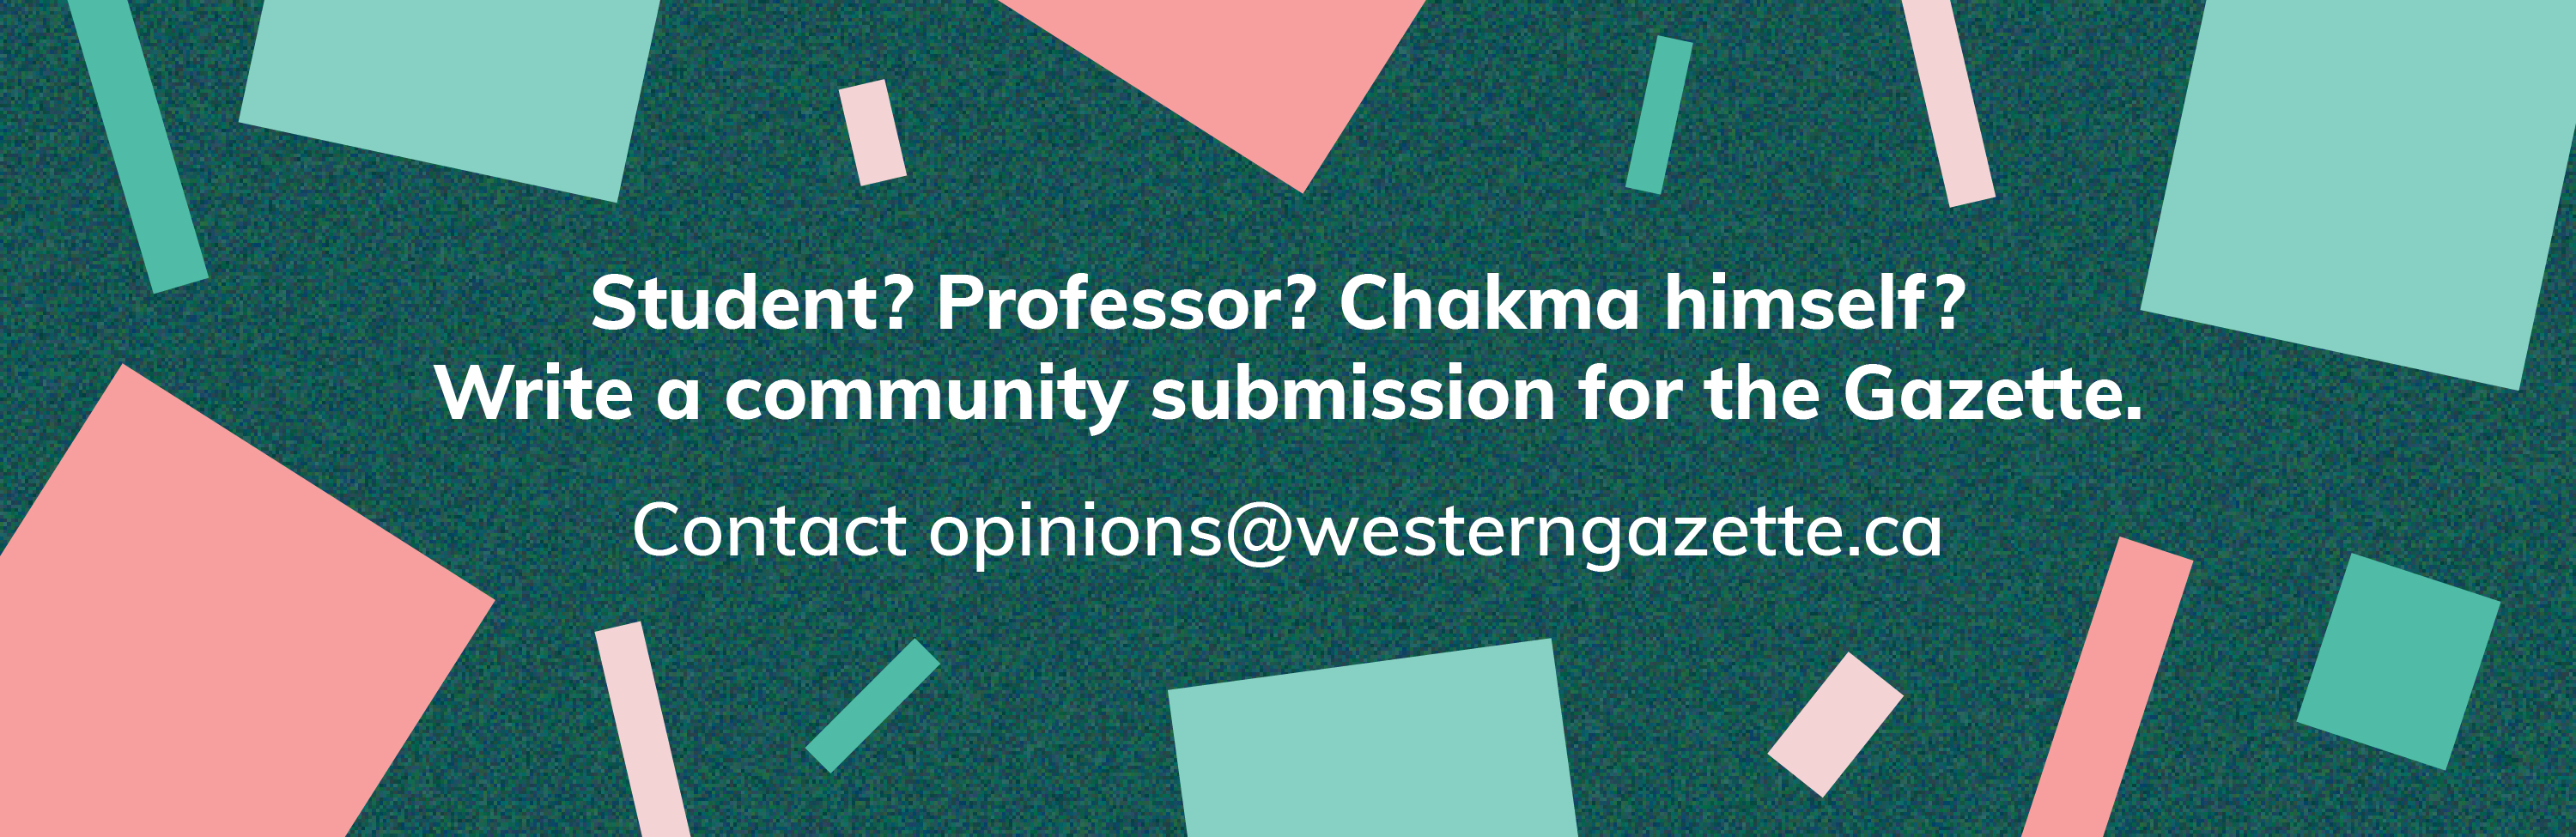 Student? Professor? Chakma himself?
Write a community submission for the Gazette.
Contact opinions@westerngazette.ca